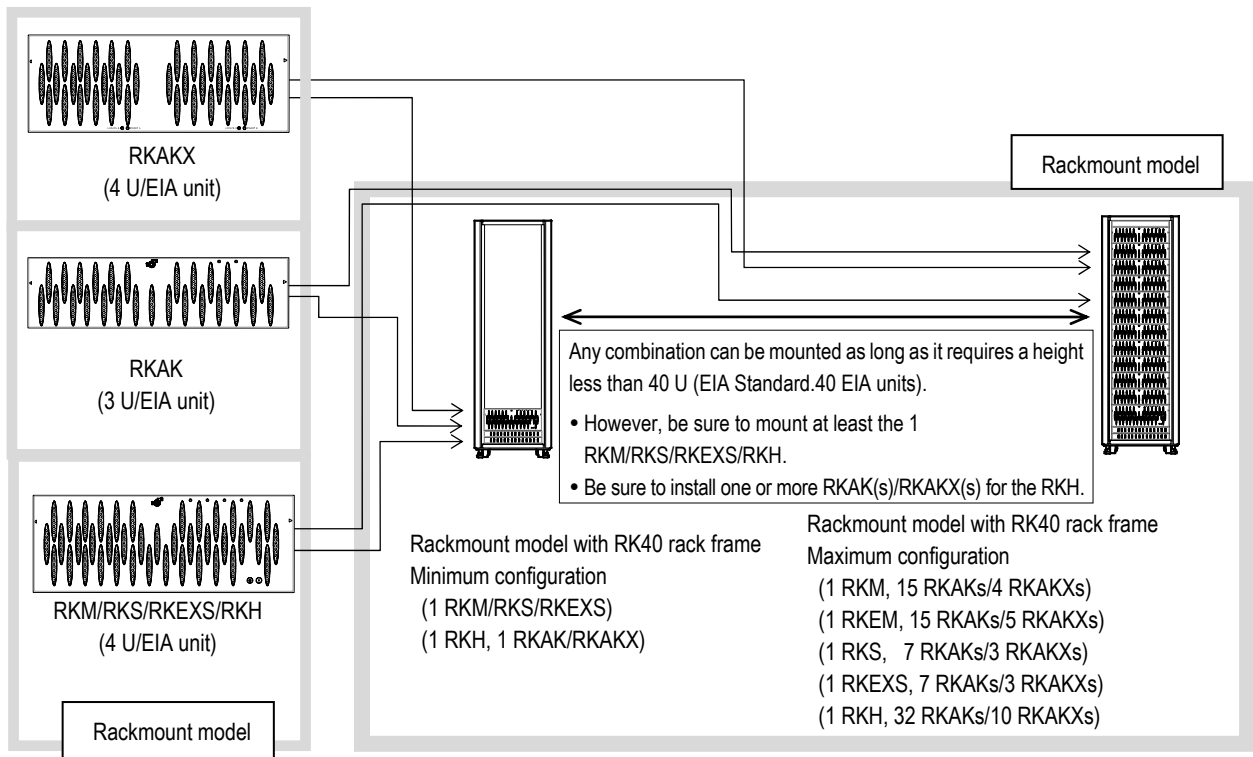 RKAKX
(4 U/EIA unit)
RKAK
(3 U/EIA unit)
RKM/RKS/RKEXS/RKH
(4 U/EIA unit)
Rackmount model
Rackmount model
Any combination can be mounted as long as it requires a height
less than 40 U (EIA Standard.40 EIA units).
• However, be sure to mount at least the 1
RKM/RKS/RKEXS/RKH.
• Be sure to install one or more RKAK(s)/RKAKX(s) for the RKH.
Rackmount model with RK40 rack frame
Minimum configuration
(1 RKM/RKS/RKEXS)
(1 RKH, 1 RKAK/RKAKX)
Rackmount model with RK40 rack frame
Maximum configuration
(1 RKM, 15 RKAKs/4 RKAKXs)
(1 RKEM, 15 RKAKs/5 RKAKXs)
(1 RKS, 7 RKAKs/3 RKAKXs)
(1 RKEXS, 7 RKAKs/3 RKAKXs)
(1 RKH, 32 RKAKs/10 RKAKXs)